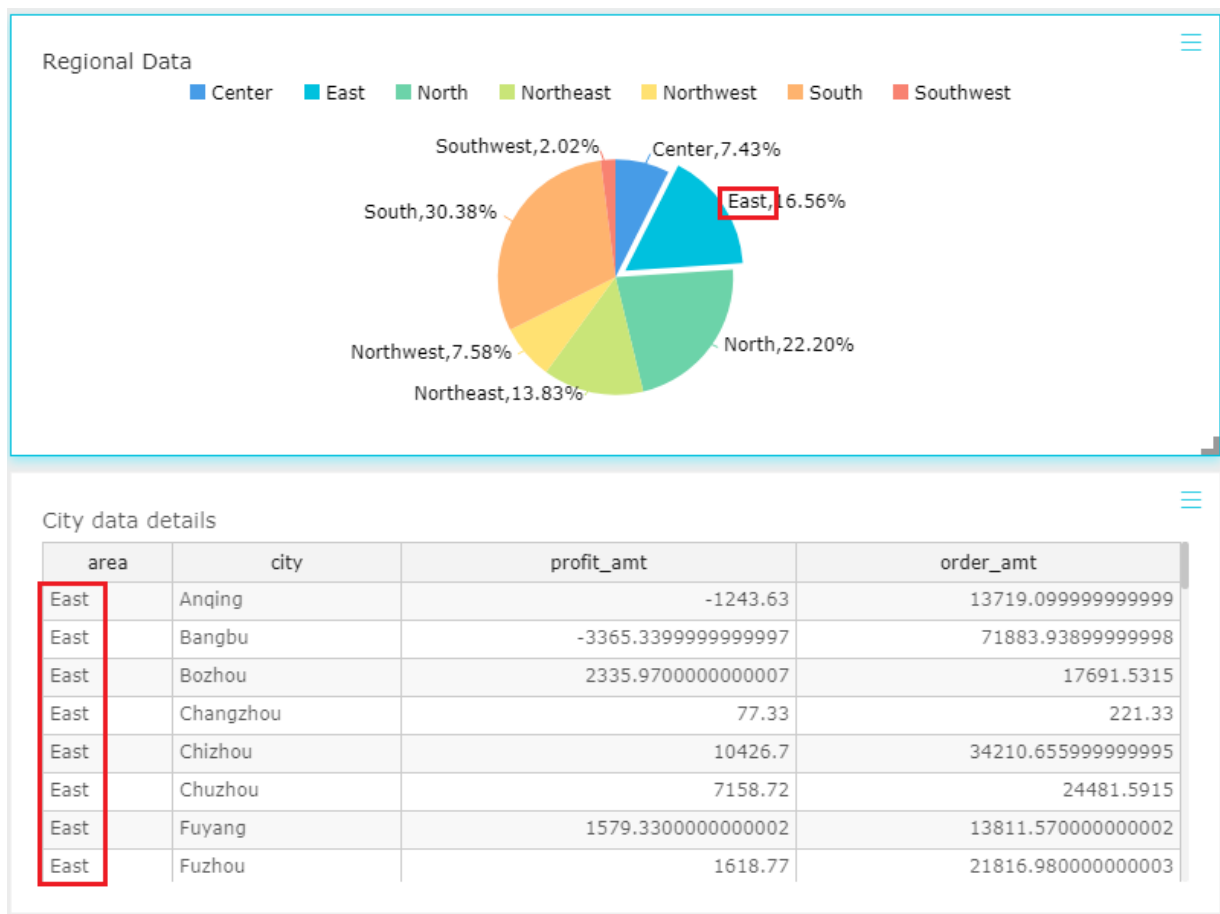 Regional Data
Center East North Northeast Northwest South Southwest
Southwest,2.02% Center,7.43%
South,30.38% East,16.56%
Northwest,7.58% North,22.20%
Northeast,13.83%
City data details
area city profit_amt order_amt
East Anqing -1243.63 13719.099999999999
East Bangbu -3365.3399999999997 71883.93899999998
East Bozhou 2335.9700000000007 17691.5315
East Changzhou 77.33 221.33
East Chizhou 10426.7 34210.655999999995
East Chuzhou 7158.72 24481.5915
East Fuyang 1579.3300000000002 13811.570000000002
East Fuzhou 1618.77 21816.980000000003